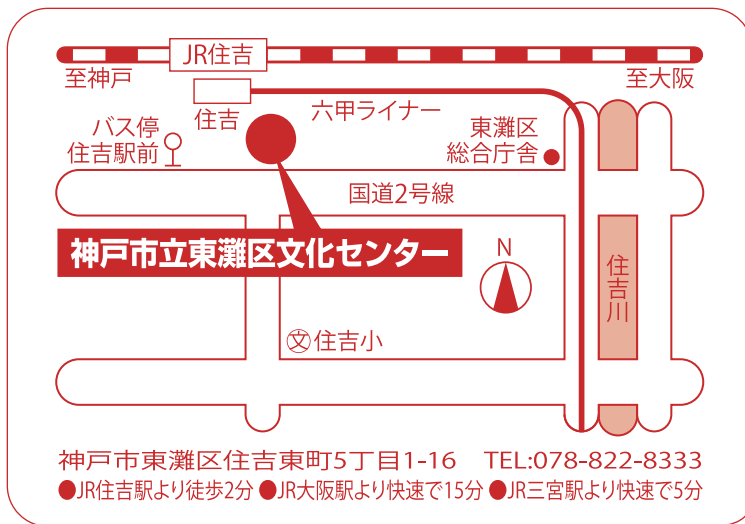 JR住吉
至神戸
至大阪
住吉
六甲ライナー
バス停
住吉駅前
東灘区
総合庁舎
国道2号線
神戸市立東灘区文化センター
N
住吉川
文住吉小
神戸市東灘区住吉東町5丁目1-16 TEL:078-822-8333
●JR住吉駅より徒歩2分 ●JR大阪駅より快速で15分 ●JR三宮駅より快速で5分